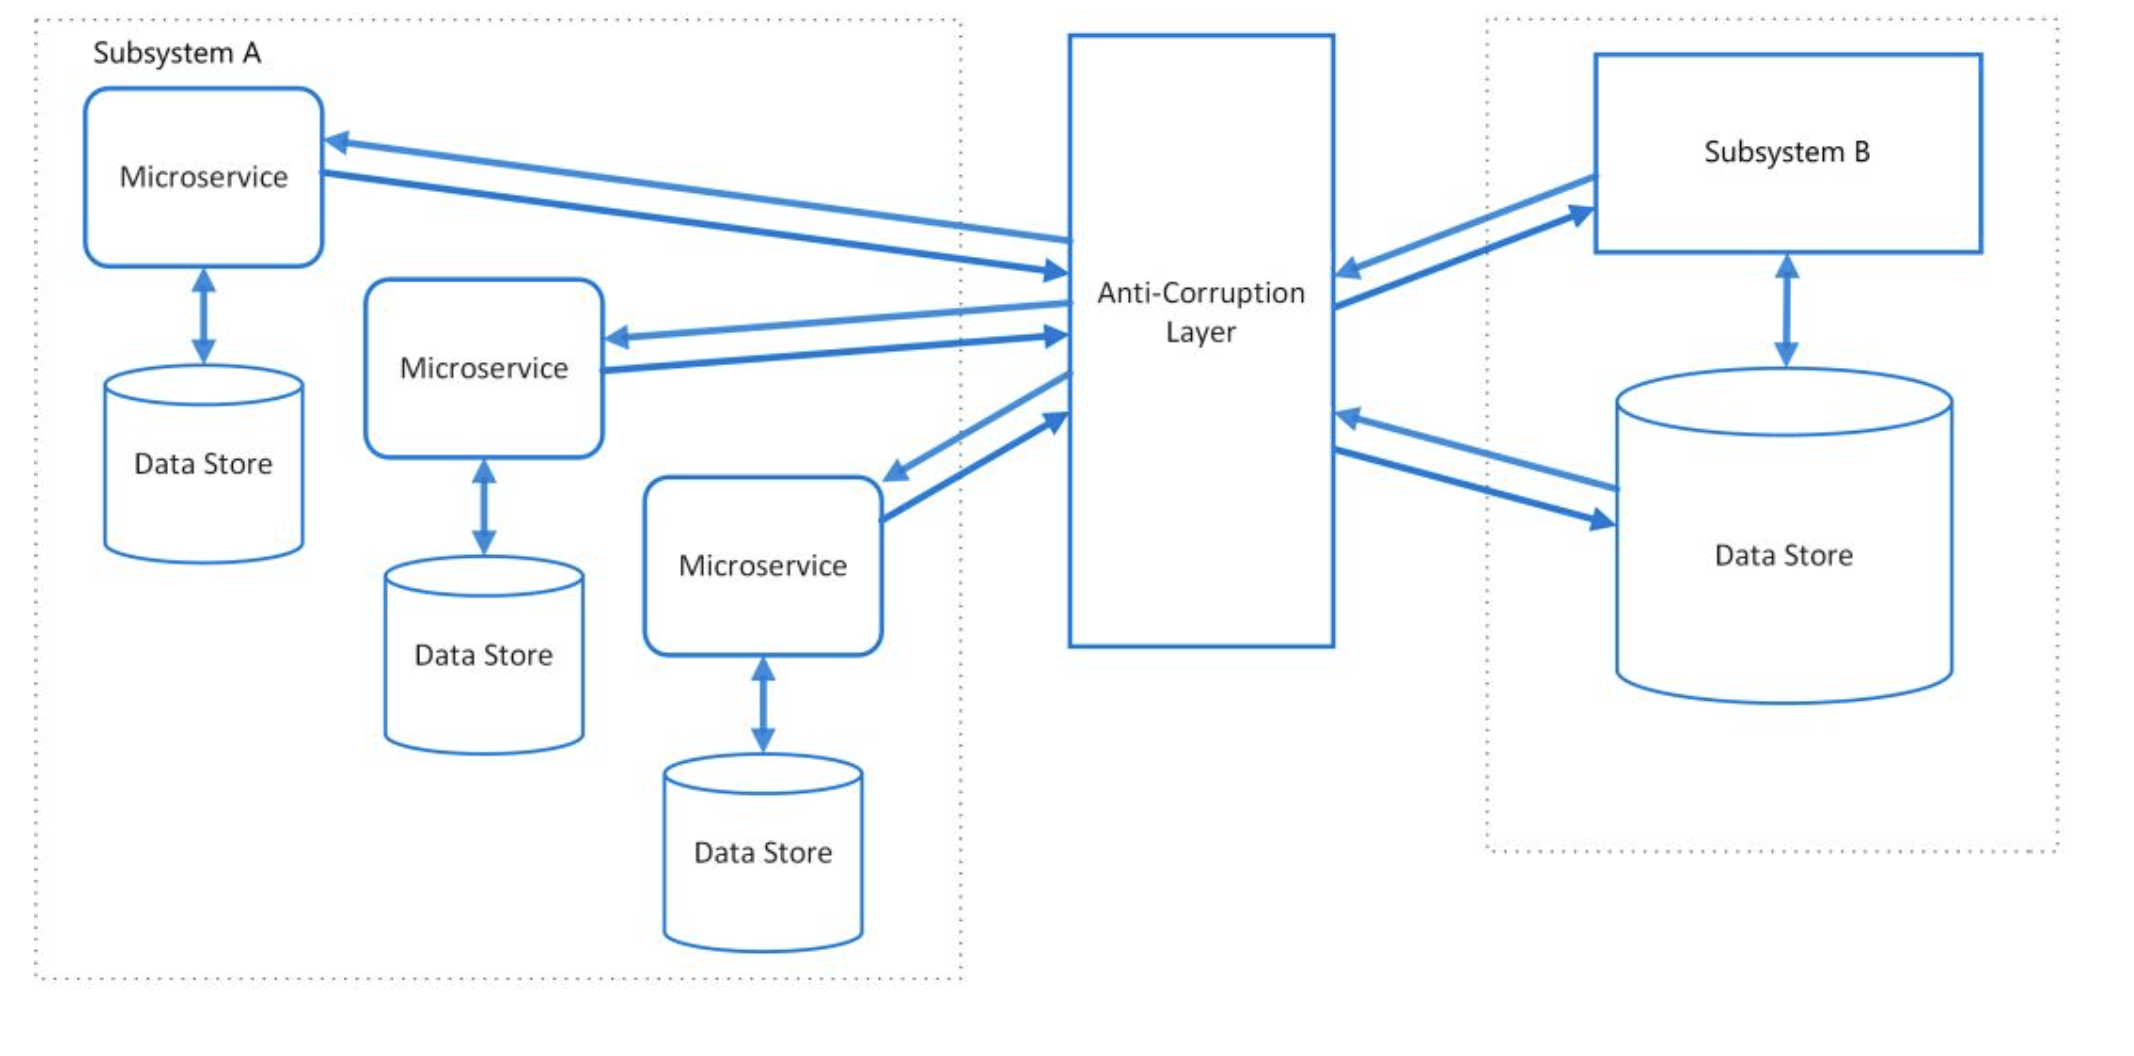 Subsystem A
Microservice
Data Store
Microservice
Data Store
Microservice
Data Store
Anti-Corruption
Layer
Subsystem B
Data Store